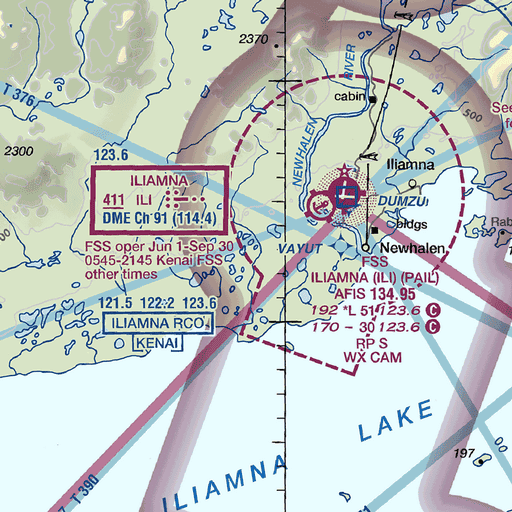 2370
T 376
RIVER
cabin
500
See
fe
NEWHALEN
2300
123.6
ILIAMNA
411 ILI
DME Ch 91 (114.4)
Iliamna
DUMZU
bldgs
Rab
FSS oper Jun 1-Sep 30
0545-2145 Kenai FSS
other times
VAYUT
Newhalen
FSS
ILIAMNA (ILI) (PAIL)
AFIS 134.95
192 *L 51 123.6 C
170 - 30 123.6 C
RP S
WX CAM
121.5 122.2 123.6
ILIAMNA RCO
KENAI
LAKE
ILIAMNA
197
T 390